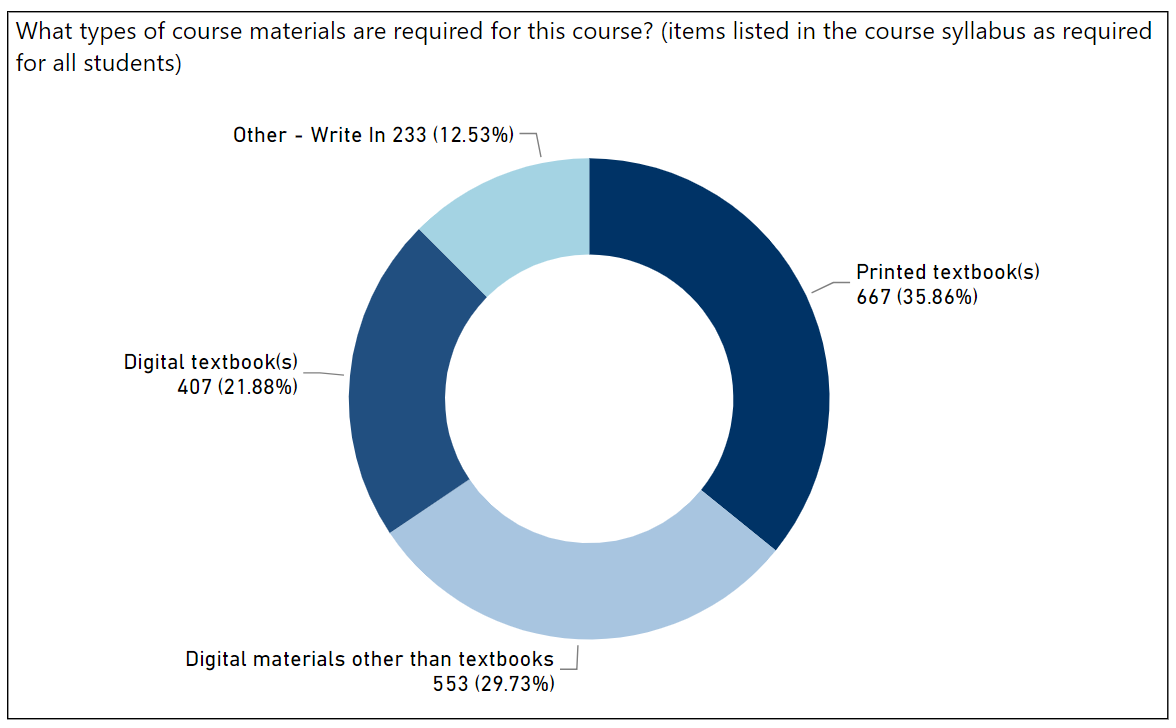 What types of course materials are required for this course? (items listed in the course syllabus as required
for all students)
Other - Write In 233 (12.53%)
Printed textbook(s)
667 (35.86%)
Digital textbook(s)
407 (21.88%)
Digital materials other than textbooks
553 (29.73%)